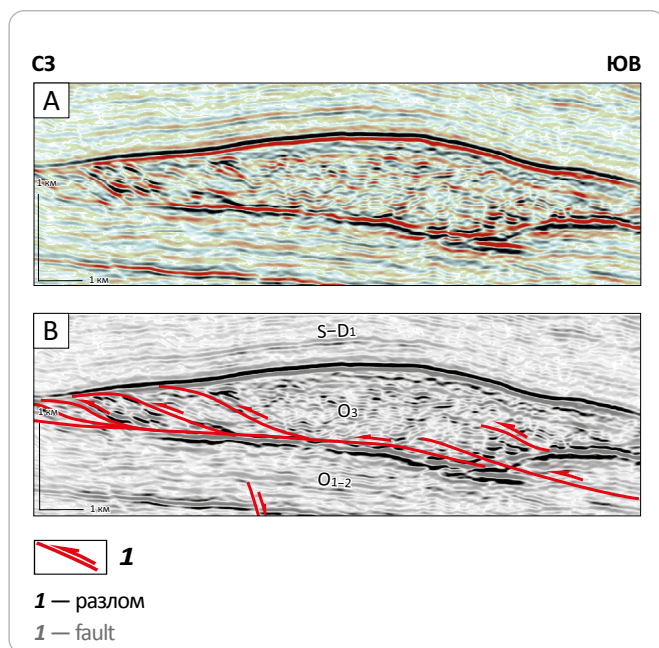 СЗ ЮВ
A
1 км
1 км
B
S–D1
O3
1 км
O1–2
1 км
1
1 — разлом
1 — fault